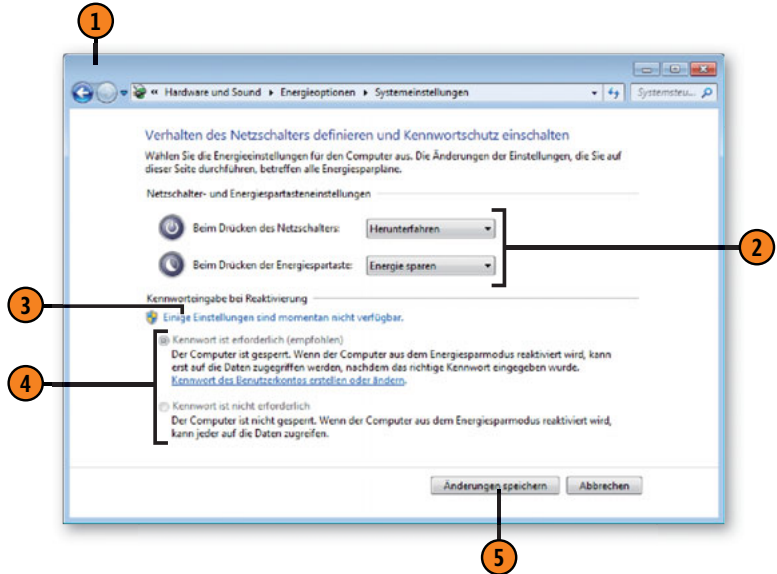 1
« Hardware und Sound ▸ Energieoptionen ▸ Systemeinstellungen Systemsteu...
Verhalten des Netzschalters definieren und Kennwortschutz einschalten
Wählen Sie die Energieeinstellungen für den Computer aus. Die Änderungen der Einstellungen, die Sie auf
dieser Seite durchführen, betreffen alle Energiesparpläne.
Netzschalter- und Energiespartasteneinstellungen
Beim Drücken des Netzschalters: Herunterfahren
2
Beim Drücken der Energiespartaste: Energie sparen
Kennworteingabe bei Reaktivierung
3
Einige Einstellungen sind momentan nicht verfügbar.
Kennwort ist erforderlich (empfohlen)
Der Computer ist gesperrt. Wenn der Computer aus dem Energiesparmodus reaktiviert wird, kann
erst auf die Daten zugegriffen werden, nachdem das richtige Kennwort eingegeben wurde.
4
Kennwort des Benutzerkontos erstellen oder ändern.
Kennwort ist nicht erforderlich
Der Computer ist nicht gesperrt. Wenn der Computer aus dem Energiesparmodus reaktiviert wird,
kann jeder auf die Daten zugreifen.
Änderungen speichern Abbrechen
5